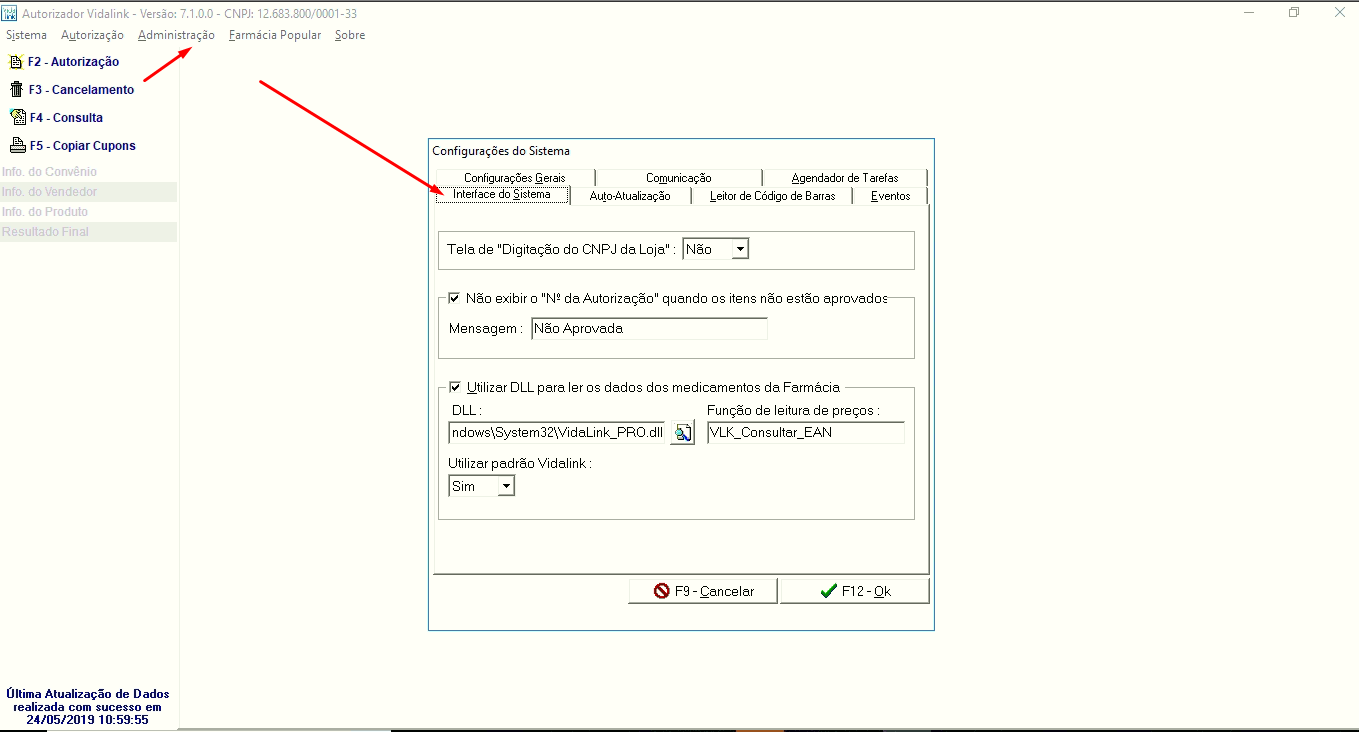 Autorizador Vidalink - Versão: 7.1.0.0 - CNPJ: 12.683.800/0001-33
Sistema Autorização Administração Farmácia Popular Sobre
F2 - Autorização
F3 - Cancelamento
F4 - Consulta
F5 - Copiar Cupons
Info. do Convênio
Info. do Vendedor
Info. do Produto
Resultado Final
Configurações do Sistema
Configurações Gerais Comunicação Agendador de Tarefas
Interface do Sistema Auto-Atualização Leitor de Código de Barras Eventos
Tela de "Digitação do CNPJ da Loja" : Não
Não exibir o "Nº da Autorização" quando os itens não estão aprovados
Mensagem : Não Aprovada
Utilizar DLL para ler os dados dos medicamentos da Farmácia
DLL : Função de leitura de preços :
ndows\System32\VidaLink_PRO.dll VLK_Consultar_EAN
Utilizar padrão Vidalink :
Sim
F9 - Cancelar F12 - Ok
Última Atualização de Dados
realizada com sucesso em
24/05/2019 10:59:55